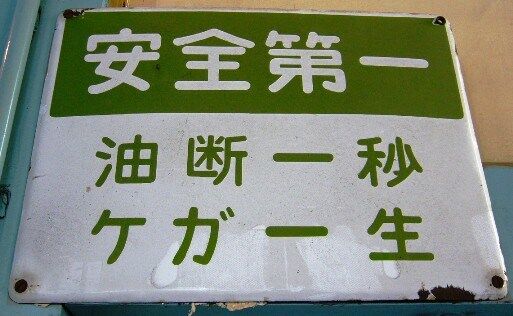 安全第一
油断一秒
ケガ一生